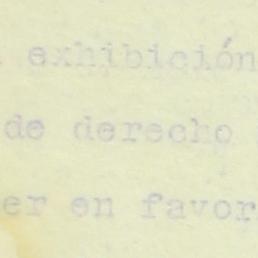 exhibición
de derecho
er en favor